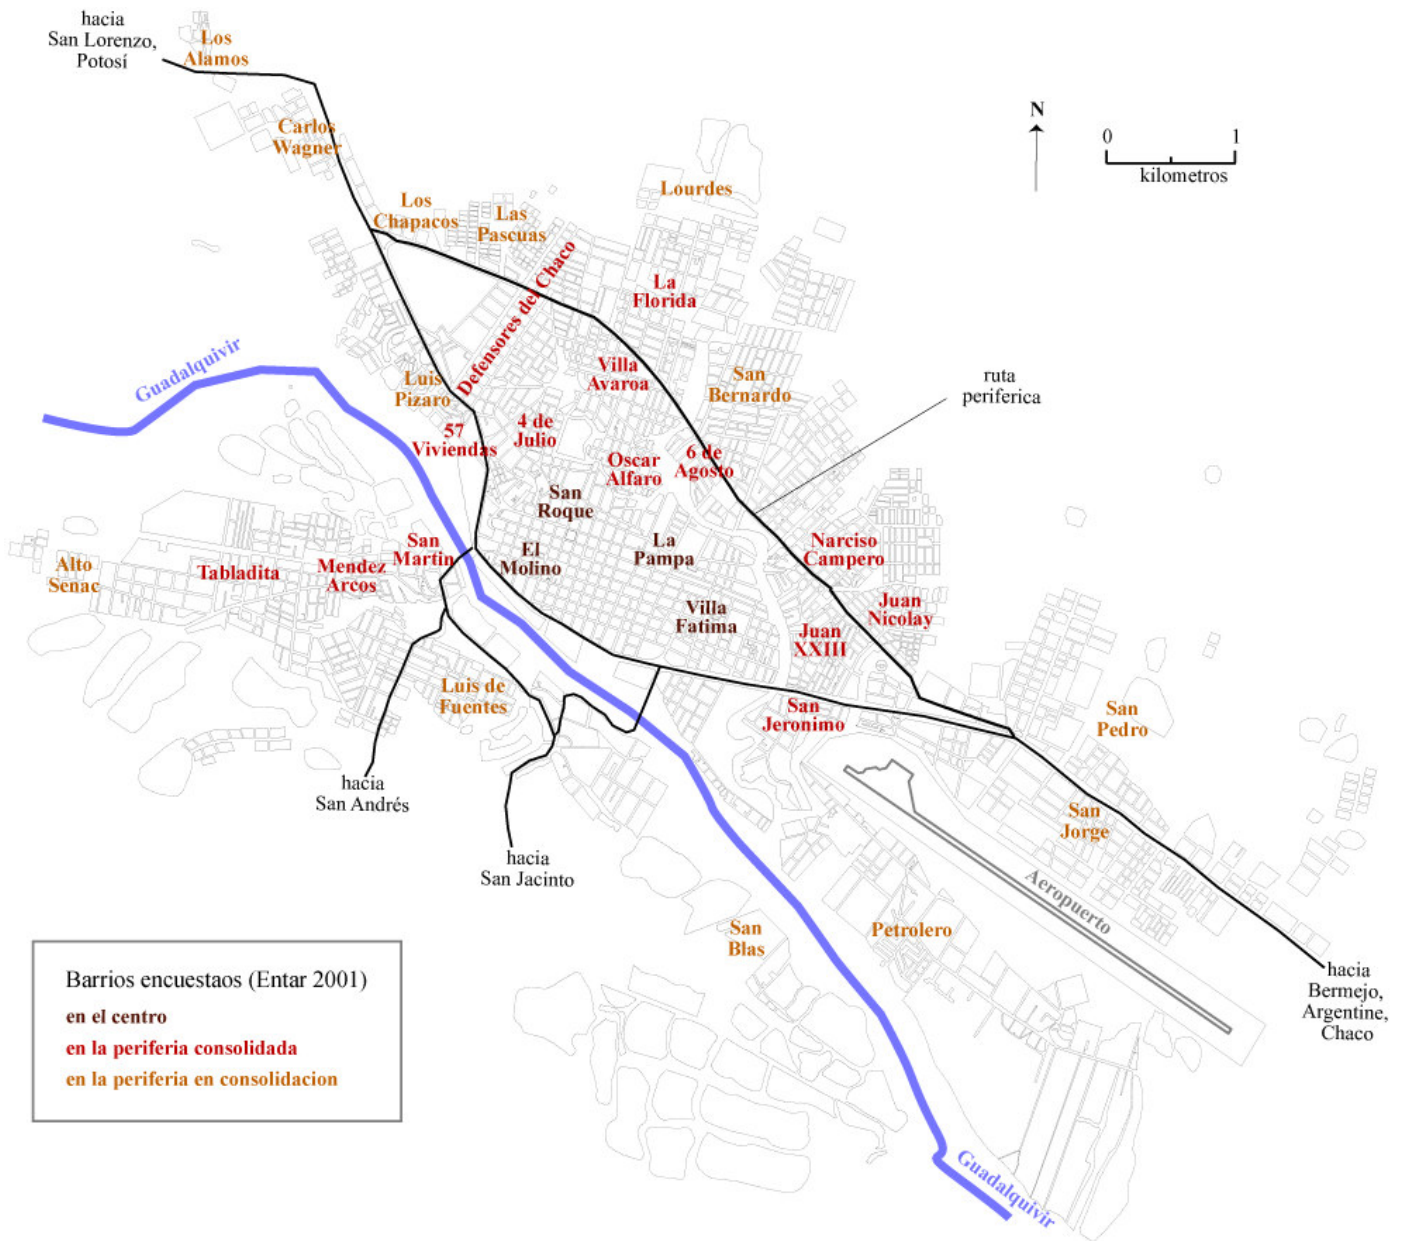 hacia
San Lorenzo,
Potosí
Los
Alamos
Carlos
Wagner
N
0 1
kilometros
Los
Chapacos
Las
Pascuas
Lourdes
Defensores del Chaco
La
Florida
Guadalquivir
Luis
Pizaro
Villa
Avaroa
San
Bernardo
ruta
periferica
57
Viviendas
4 de
Julio
Oscar
Alfaro
6 de
Agosto
San
Roque
Alto
Senac
Tabladita
Mendez
Arcos
San
Martin
El
Molino
La
Pampa
Narciso
Campero
Villa
Fatima
Juan
XXIII
Juan
Nicolay
Luis de
Fuentes
San
Jeronimo
San
Pedro
hacia
San Andrés
San
Jorge
hacia
San Jacinto
Aeropuerto
San
Blas
Petrolero
hacia
Bermejo,
Argentine,
Chaco
Barrios encuestaos (Entar 2001)
en el centro
en la periferia consolidada
en la periferia en consolidacion
Guadalquivir